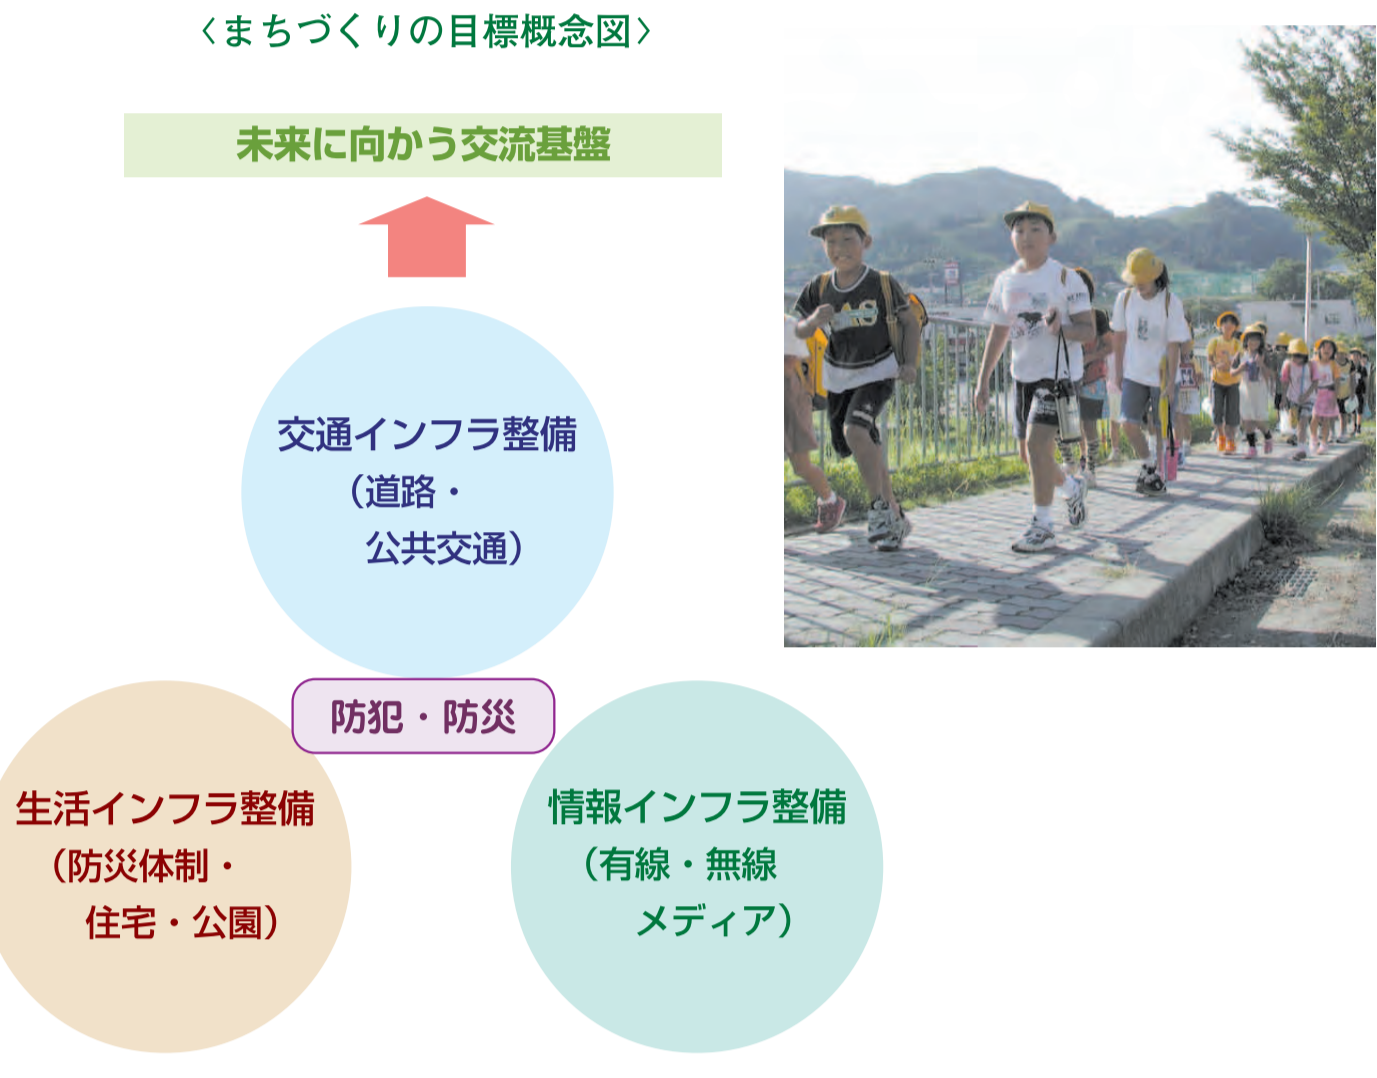 〈まちづくりの目標概念図〉
未来に向かう交流基盤
交通インフラ整備
（道路・
公共交通）
防犯・防災
生活インフラ整備
（防災体制・
住宅・公園）
情報インフラ整備
（有線・無線
メディア）